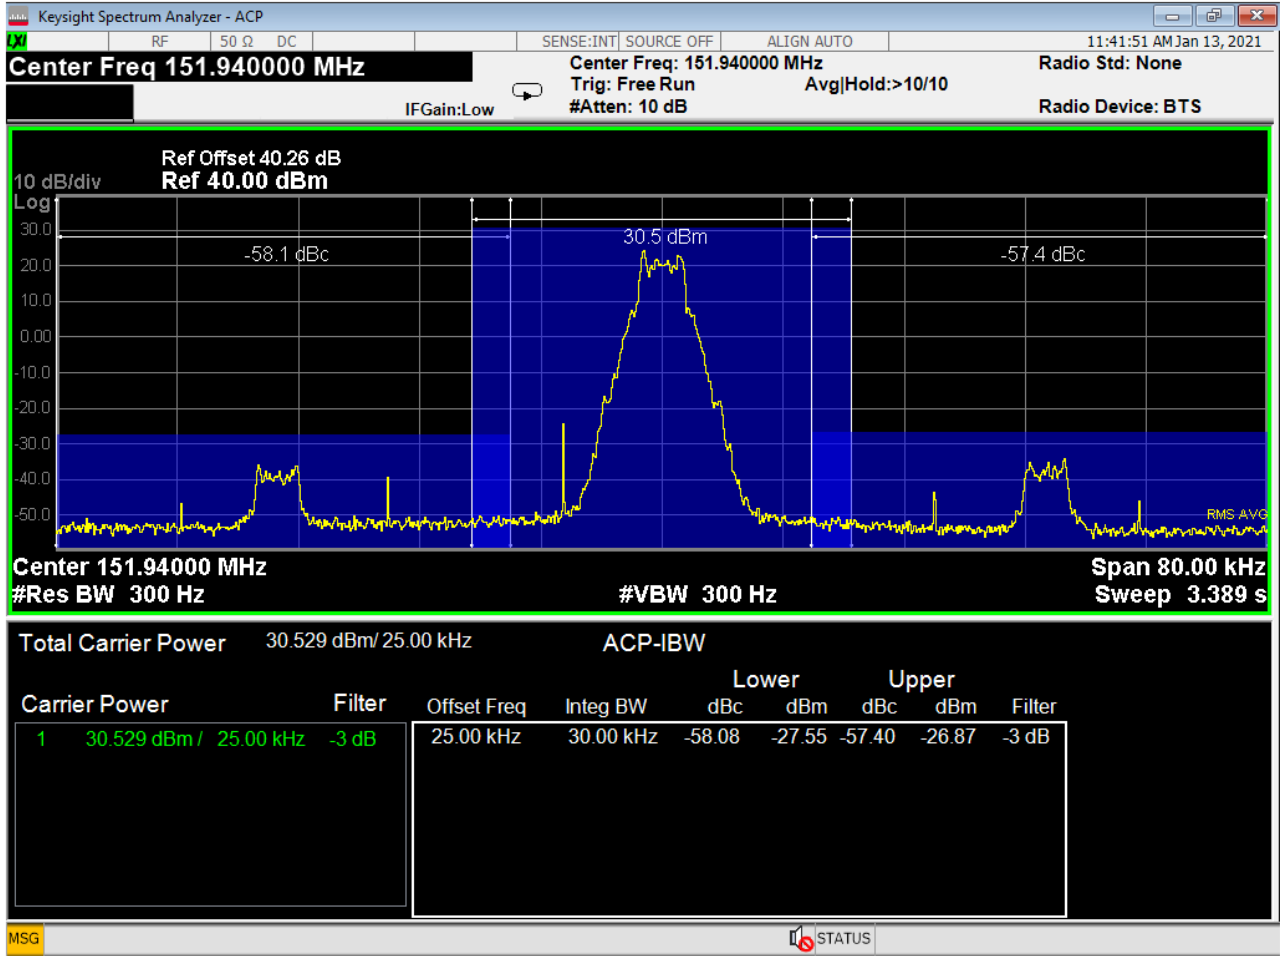 Keysight Spectrum Analyzer - ACP
LXI RF 50 Ω DC SENSE:INT SOURCE OFF ALIGN AUTO 11:41:51 AM Jan 13, 2021
Center Freq 151.940000 MHz Center Freq: 151.940000 MHz Radio Std: None
Trig: Free Run Avg|Hold:>10/10
IFGain:Low #Atten: 10 dB Radio Device: BTS
Ref Offset 40.26 dB
10 dB/div Ref 40.00 dBm
Log
30.0
30.5 dBm
-58.1 dBc -57.4 dBc
20.0
10.0
0.00
-10.0
-20.0
-30.0
-40.0
-50.0
RMS AVG
Center 151.94000 MHz Span 80.00 kHz
#Res BW 300 Hz #VBW 300 Hz Sweep 3.389 s
Total Carrier Power 30.529 dBm/ 25.00 kHz ACP-IBW
Lower Upper
Carrier Power Filter Offset Freq Integ BW dBc dBm dBc dBm Filter
1 30.529 dBm / 25.00 kHz -3 dB 25.00 kHz 30.00 kHz -58.08 -27.55 -57.40 -26.87 -3 dB
MSG STATUS